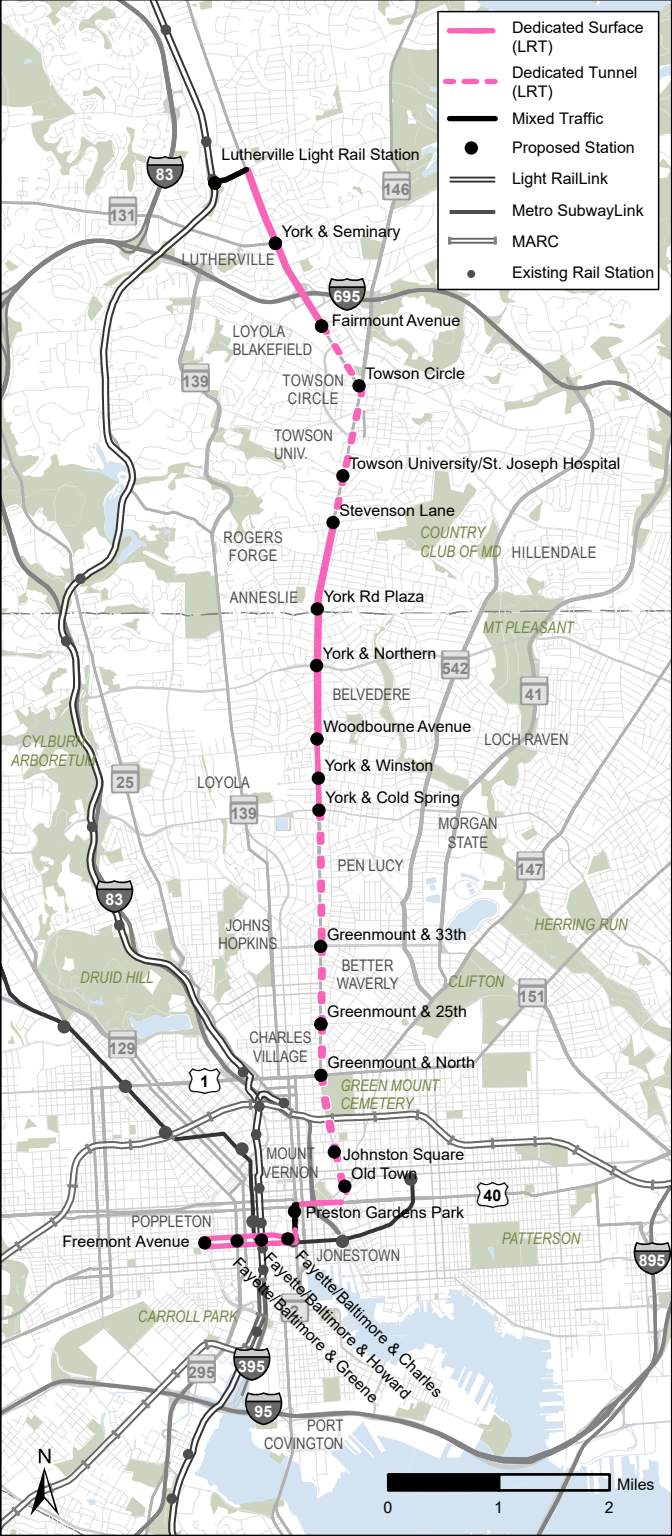 Dedicated Surface
(LRT)
Dedicated Tunnel
(LRT)
Mixed Traffic
Proposed Station
Light RailLink
Metro SubwayLink
MARC
Existing Rail Station
Lutherville Light Rail Station
83
146
131
York & Seminary
LUTHERVILLE
695
Fairmount Avenue
LOYOLA
BLAKEFIELD
139
Towson Circle
TOWSON
CIRCLE
TOWSON
UNIV.
Towson University/St. Joseph Hospital
Stevenson Lane
COUNTRY
CLUB OF MD
HILLENDALE
ROGERS
FORGE
ANNESLIE
York Rd Plaza
MT PLEASANT
York & Northern
542
41
BELVEDERE
Woodbourne Avenue
LOCH RAVEN
CYLBURN
ARBORETUM
25
York & Winston
LOYOLA
York & Cold Spring
139
MORGAN
STATE
PEN LUCY
147
83
JOHNS
HOPKINS
Greenmount & 33th
HERRING RUN
BETTER
WAVERLY
DRUID HILL
CLIFTON
151
Greenmount & 25th
129
CHARLES
VILLAGE
Greenmount & North
1
GREEN MOUNT
CEMETERY
MOUNT
VERNON
Johnston Square
Old Town
40
Preston Gardens Park
POPPLETON
Freemont Avenue
JONESTOWN
PATTERSON
895
Fayette/Baltimore & Charles
Fayette/Baltimore & Howard
Fayette/Baltimore & Greene
CARROLL PARK
295
395
95
PORT
COVINGTON
N
Miles
0 1 2